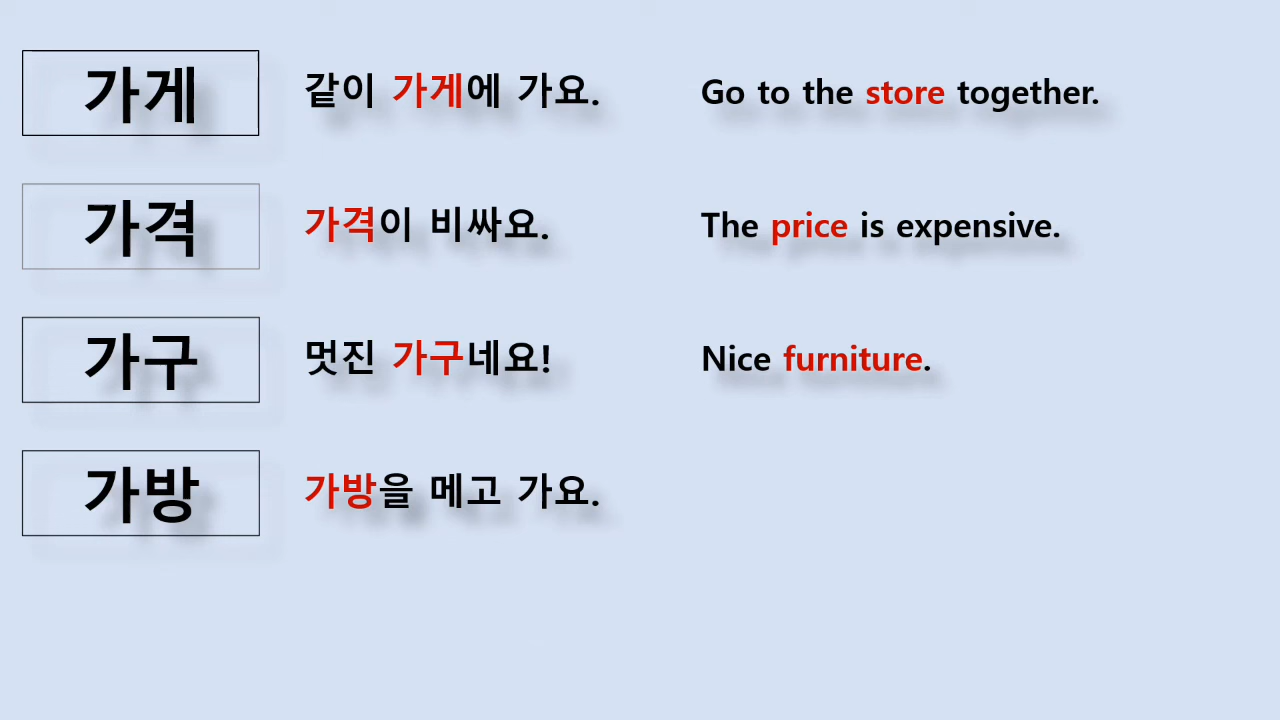 가게 같이 가게에 가요. Go to the store together.
가격 가격이 비싸요. The price is expensive.
가구 멋진 가구네요! Nice furniture.
가방 가방을 메고 가요.